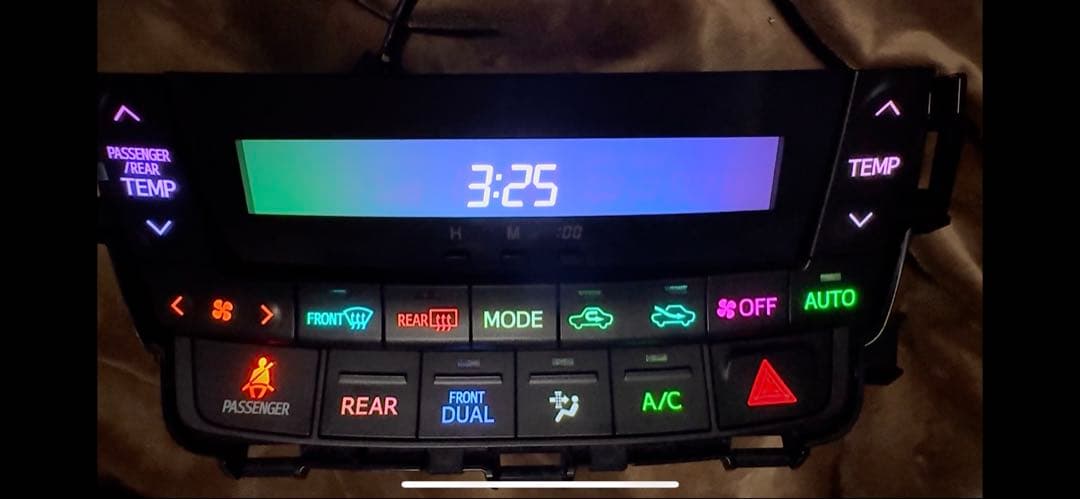 PASSENGER
/REAR
TEMP
3:25
TEMP
H M :00
FRONT REAR MODE OFF AUTO
PASSENGER
REAR
FRONT
DUAL
A/C